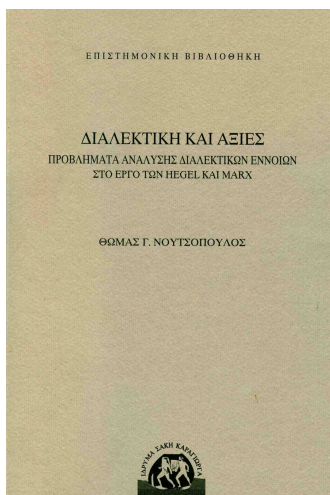 ΕΠΙΣΤΗΜΟΝΙΚΗ ΒΙΒΛΙΟΘΗΚΗ
ΔΙΑΛΕΚΤΙΚΗ ΚΑΙ ΑΞΙΕΣ
ΠΡΟΒΛΗΜΑΤΑ ΑΝΑΛΥΣΗΣ ΔΙΑΛΕΚΤΙΚΩΝ ΕΝΝΟΙΩΝ
ΣΤΟ ΕΡΓΟ ΤΩΝ HEGEL ΚΑΙ MARX
ΘΩΜΑΣ Γ. ΝΟΥΤΣΟΠΟΥΛΟΣ
ΙΔΡΥΜΑ ΣΑΚΗ ΚΑΡΑΓΙΩΡΓΑ